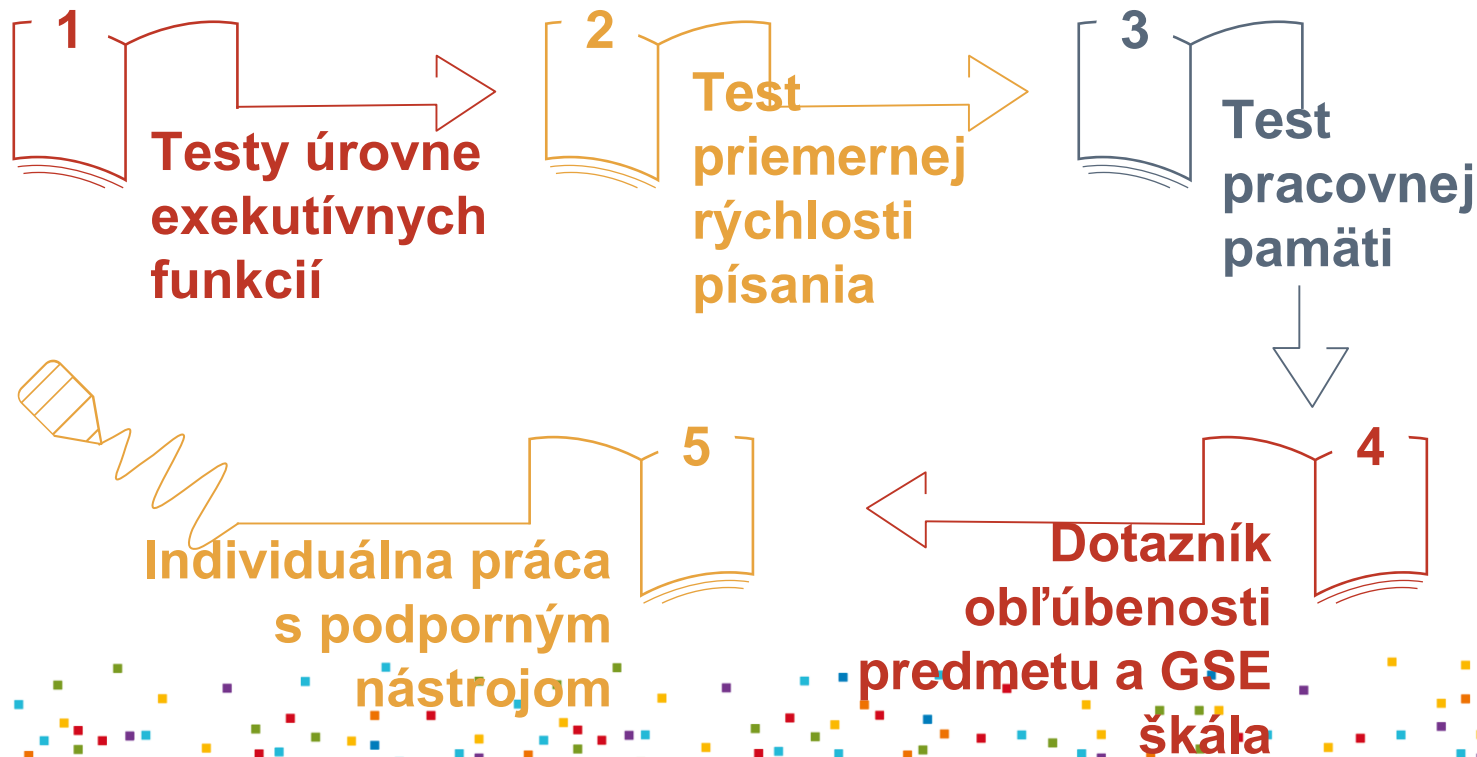 1
Testy úrovne
exekutívnych
funkcií
2
Test
priemernej
rýchlosti
písania
3
Test
pracovnej
pamäti
4
Dotazník
obľúbenosti
predmetu a GSE
škála
5
Individuálna práca
s podporným
nástrojom